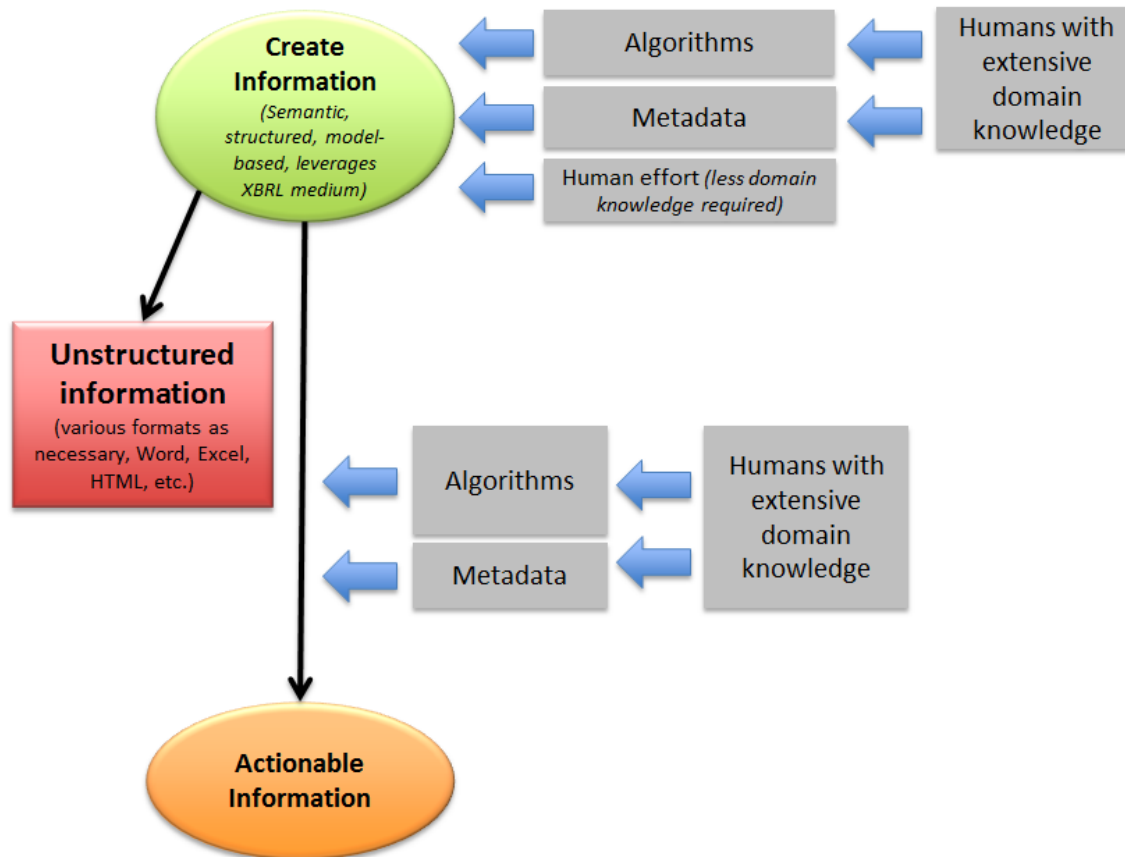 Create
Information
(Semantic,
structured, model-
based, leverages
XBRL medium)
Algorithms
Metadata
Human effort (less domain
knowledge required)
Humans with
extensive
domain
knowledge
Unstructured
information
(various formats as
necessary, Word, Excel,
HTML, etc.)
Algorithms
Metadata
Humans with
extensive
domain
knowledge
Actionable
Information